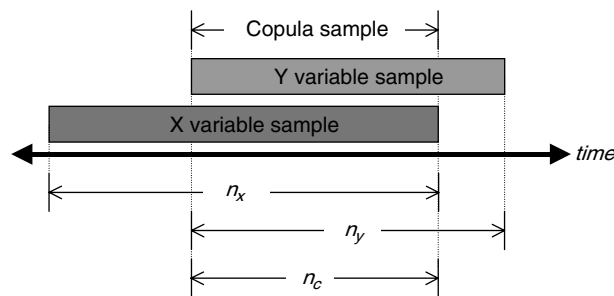 Copula sample
Y variable sample
X variable sample
time
n_x
n_y
n_c